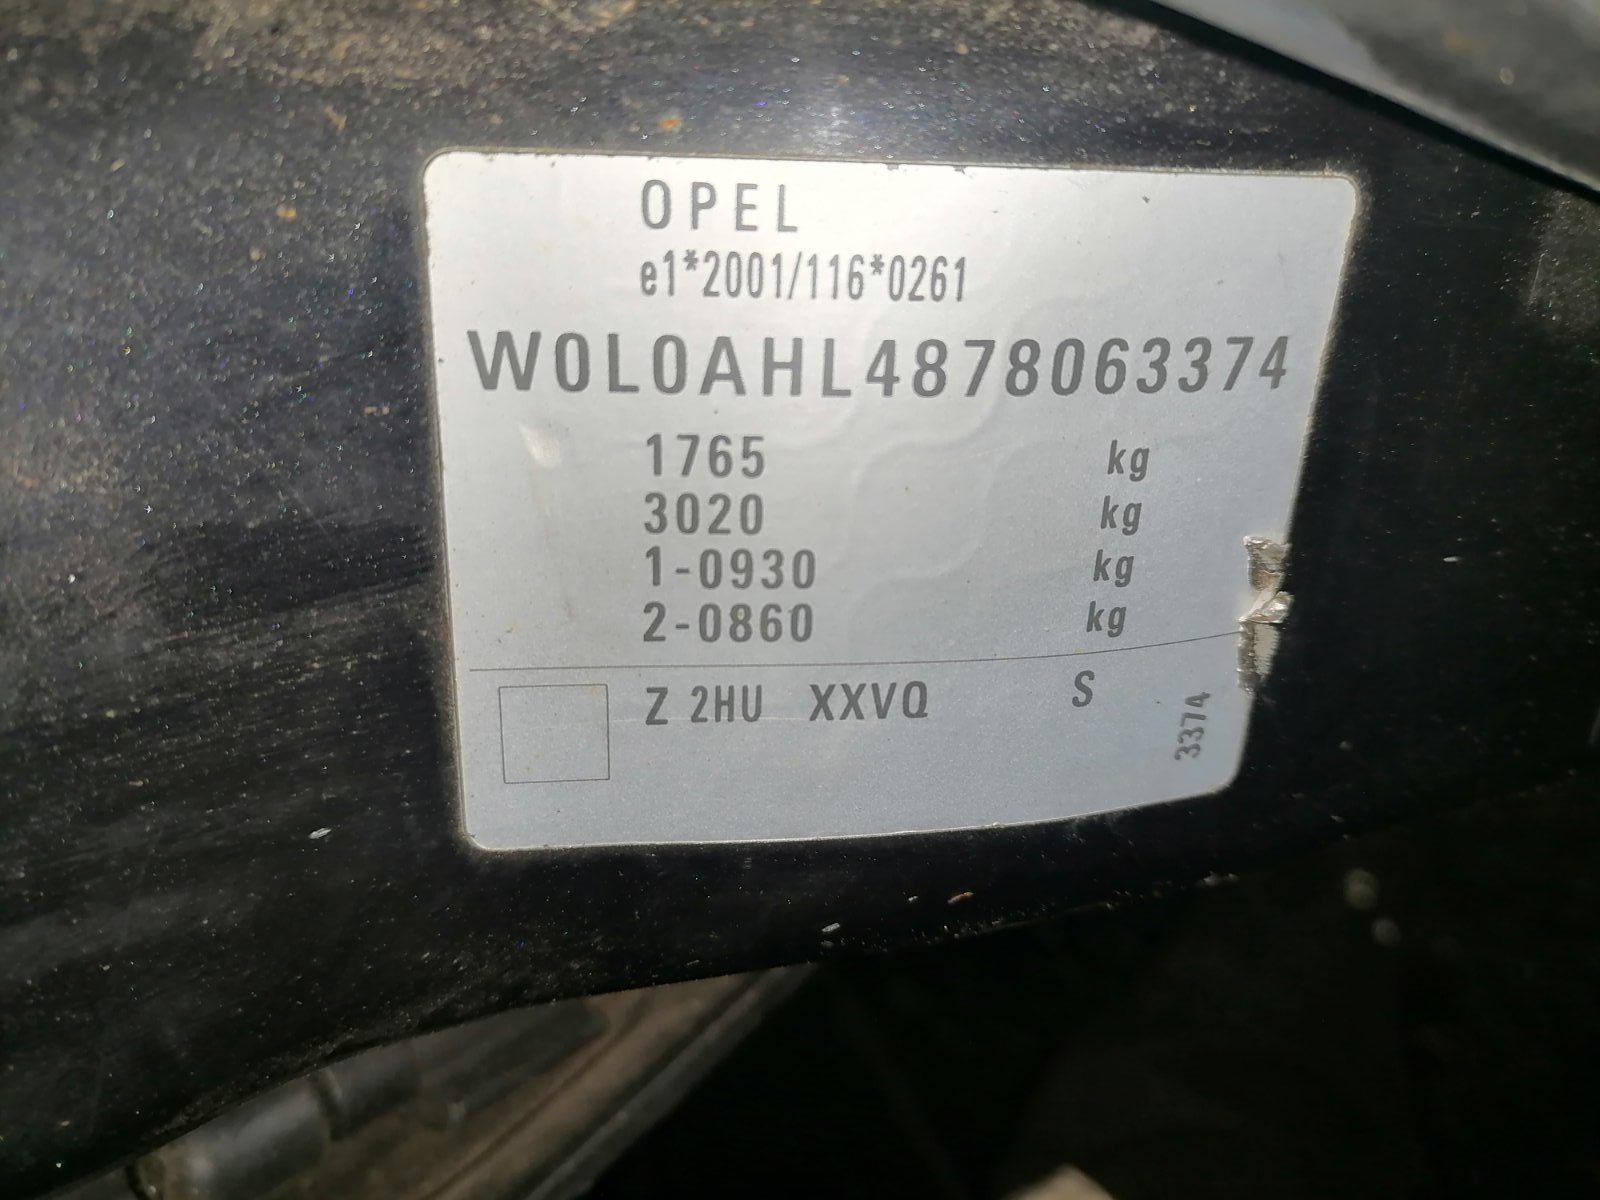 OPEL
e1*2001/116*0261
W0L0AHL4878063374
1765 kg
3020 kg
1-0930 kg
2-0860 kg
Z 2HU XXVQ S
3374